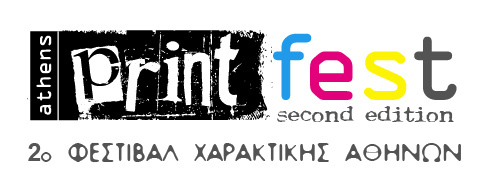 athens
print fest
second edition
2ο ΦΕΣΤΙΒΑΛ ΧΑΡΑΚΤΙΚΗΣ ΑΘΗΝΩΝ